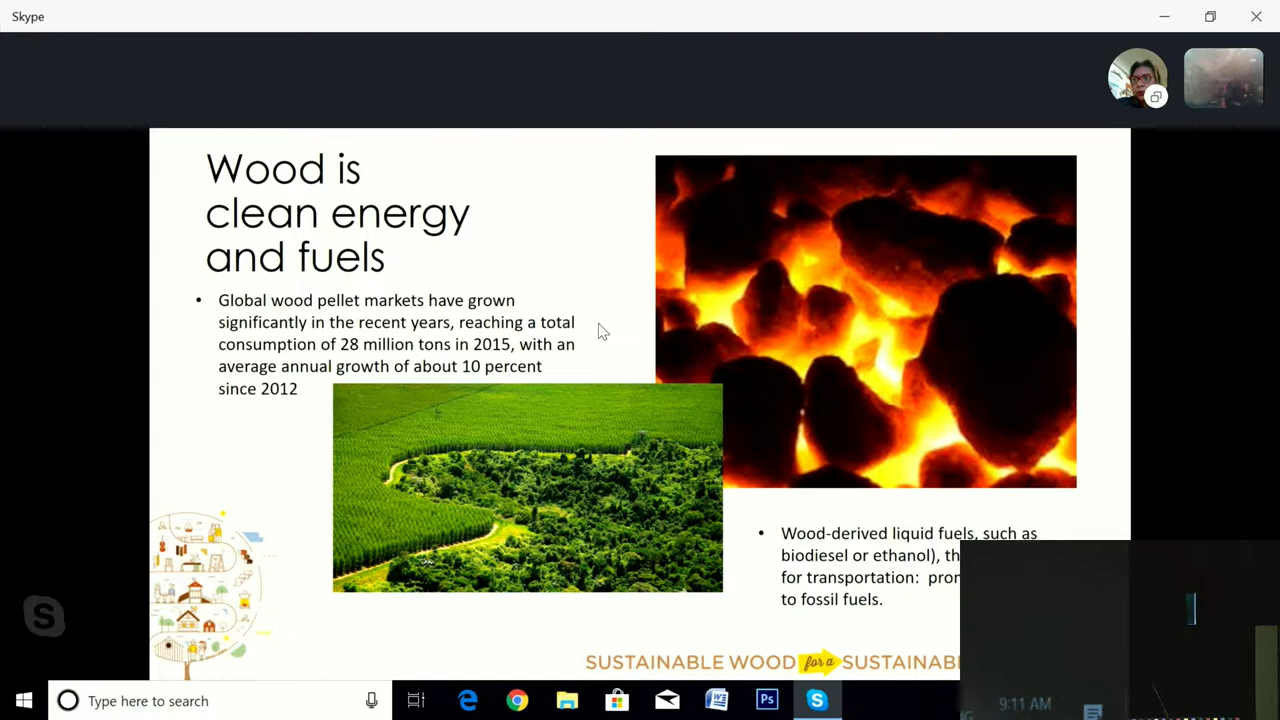 Skype
Wood is
clean energy
and fuels
• Global wood pellet markets have grown
significantly in the recent years, reaching a total
consumption of 28 million tons in 2015, with an
average annual growth of about 10 percent
since 2012
• Wood-derived liquid fuels, such as
biodiesel or ethanol),
for transportation:
to fossil fuels.
SUSTAINABLE WOOD for a
Type here to search
9:11 AM